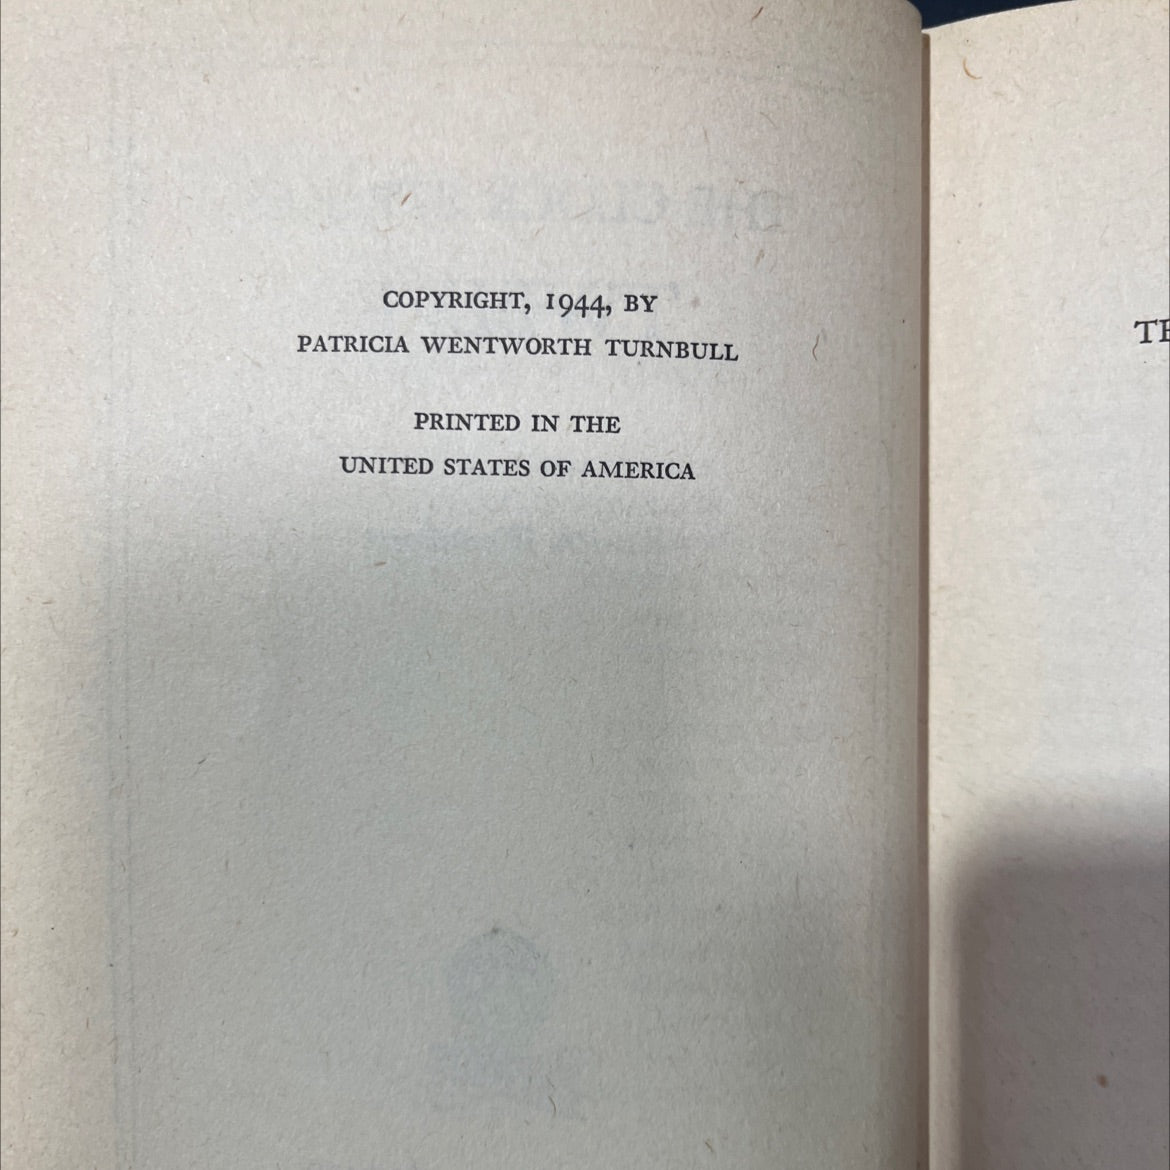 COPYRIGHT, 1944, BY
PATRICIA WENTWORTH TURNBULL
PRINTED IN THE
UNITED STATES OF AMERICA